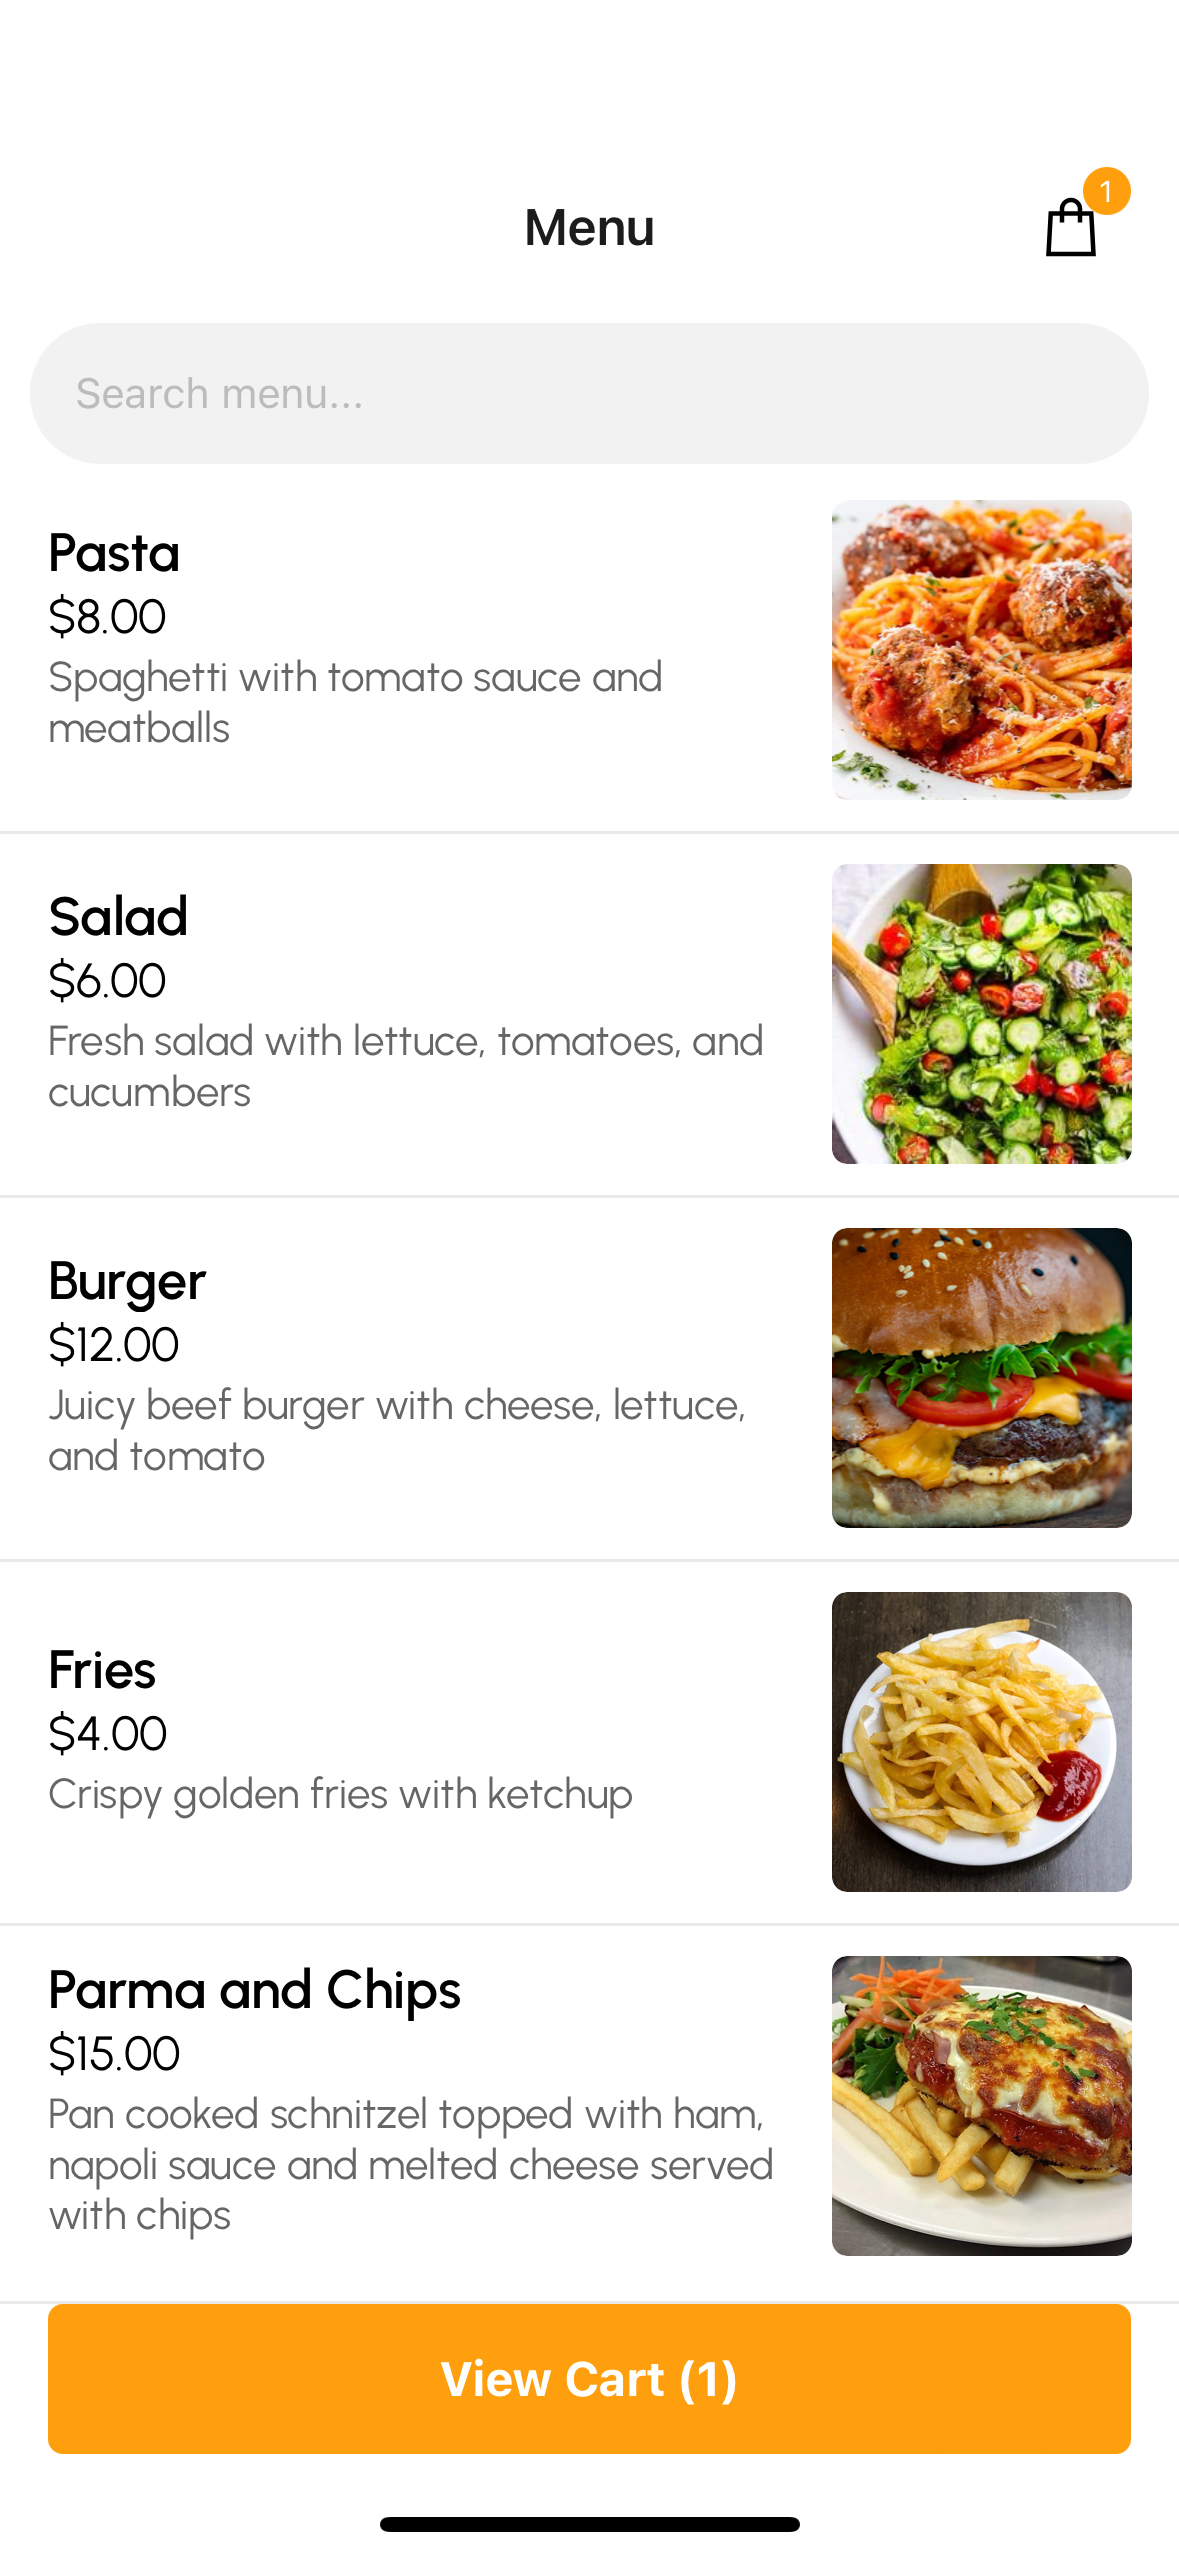 Menu
1
Search menu...
Pasta
$8.00
Spaghetti with tomato sauce and
meatballs
Salad
$6.00
Fresh salad with lettuce, tomatoes, and
cucumbers
Burger
$12.00
Juicy beef burger with cheese, lettuce,
and tomato
Fries
$4.00
Crispy golden fries with ketchup
Parma and Chips
$15.00
Pan cooked schnitzel topped with ham,
napoli sauce and melted cheese served
with chips
View Cart (1)